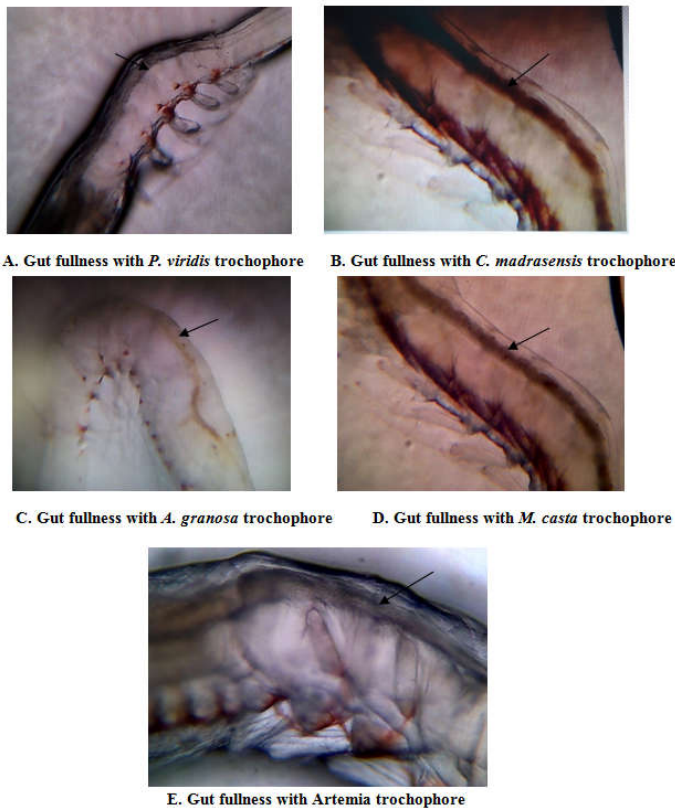 A. Gut fullness with P. viridis trochophore
B. Gut fullness with C. madrasensis trochophore
C. Gut fullness with A. granosa trochophore
D. Gut fullness with M. casta trochophore
E. Gut fullness with Artemia trochophore